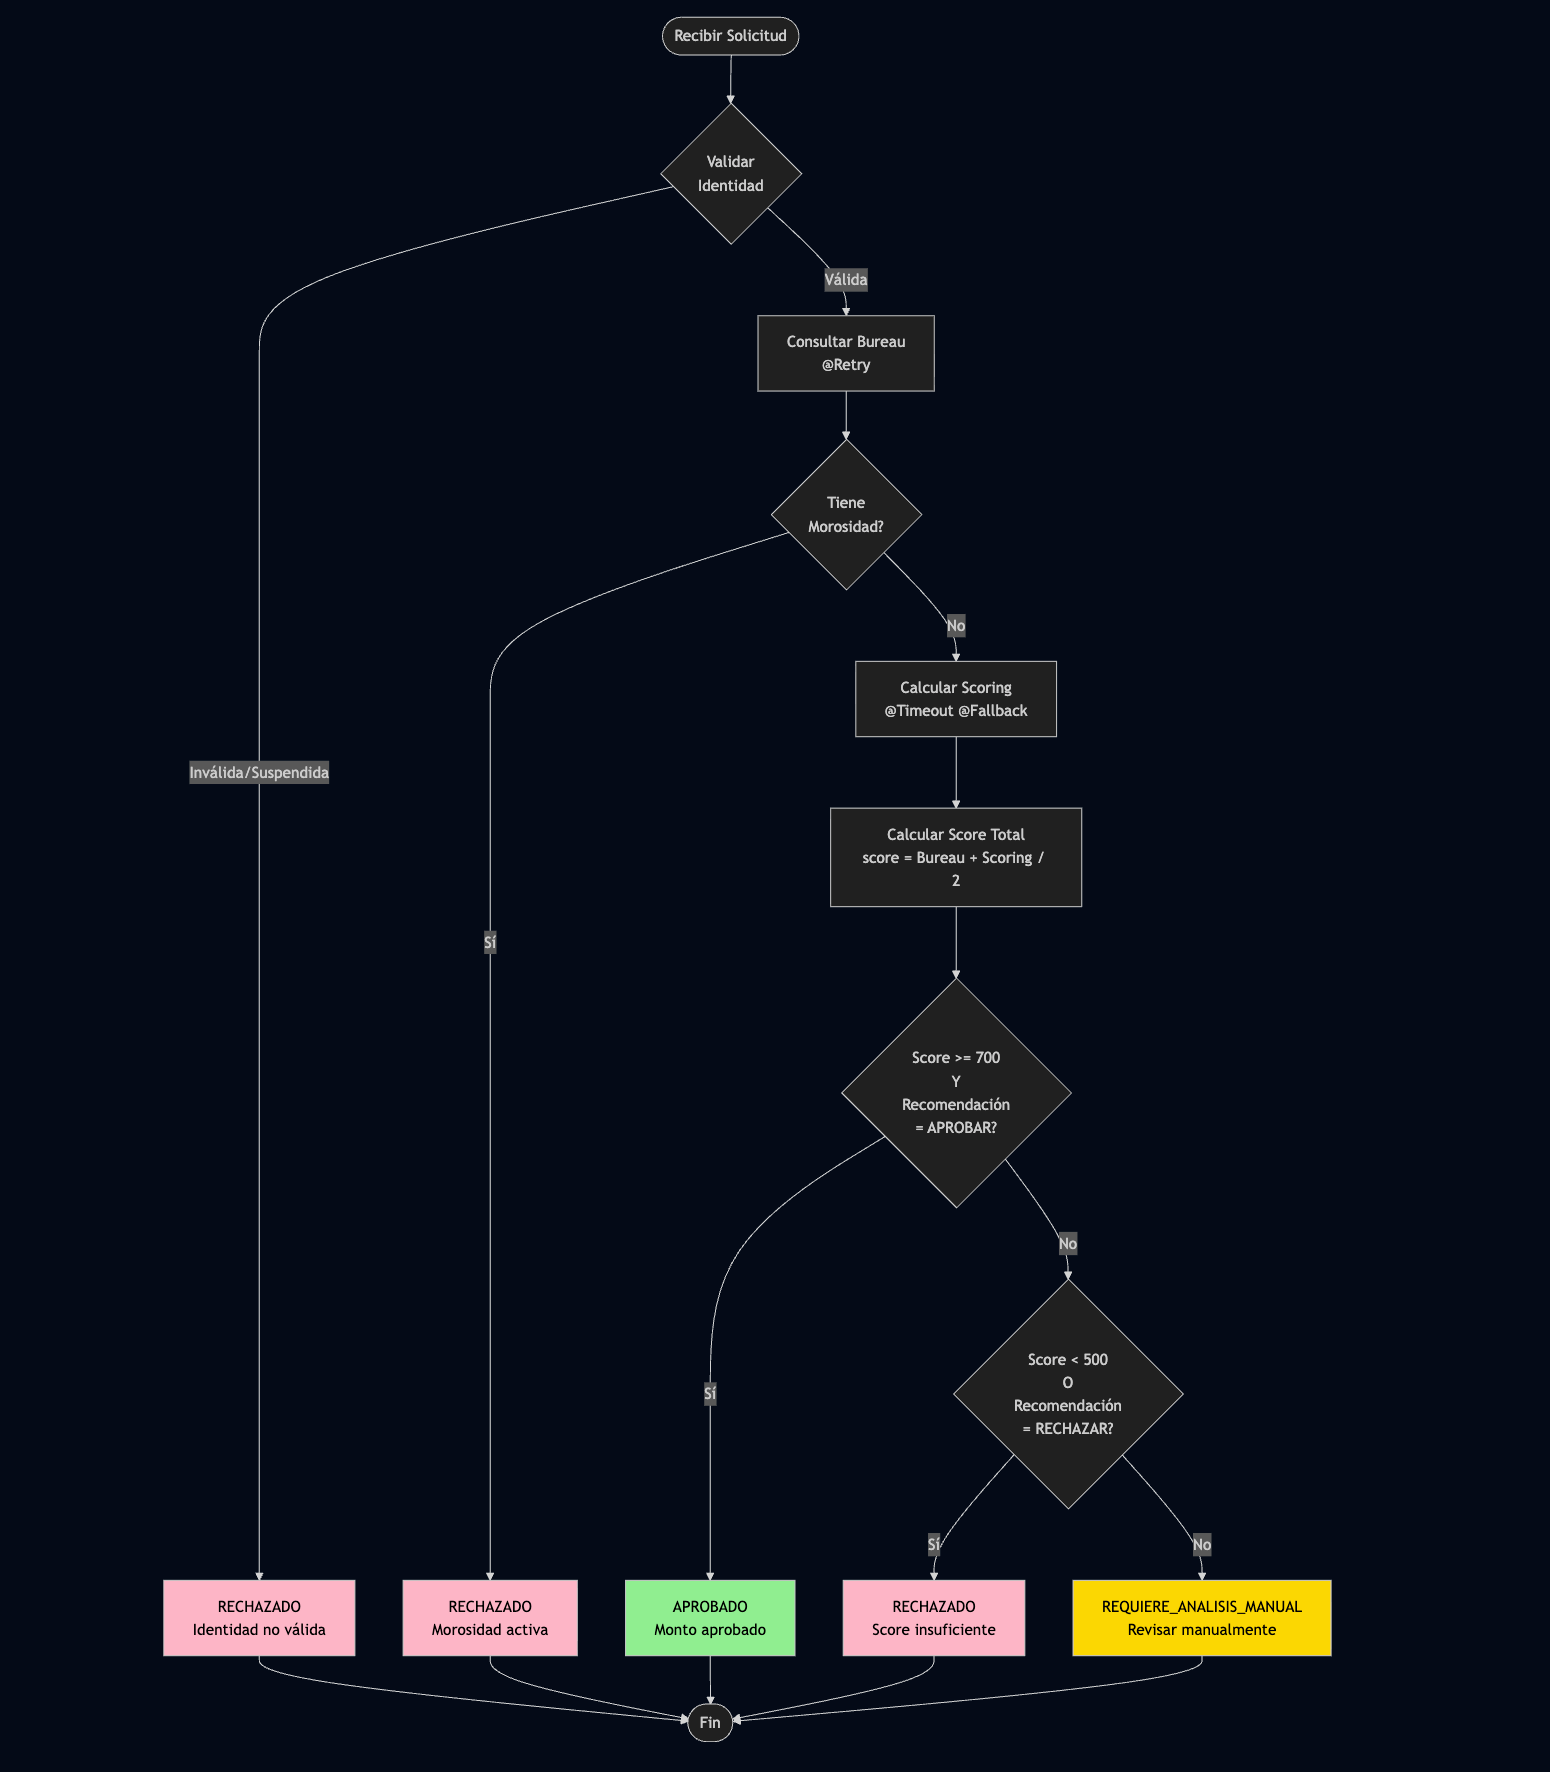 Recibir Solicitud
Validar
Identidad
Válida
Consultar Bureau
@Retry
Tiene
Morosidad?
No
Calcular Scoring
@Timeout @Fallback
Inválida/Suspendida
Calcular Score Total
score = Bureau + Scoring /
2
Sí
Score >= 700
Y
Recomendación
= APROBAR?
No
Sí
Score < 500
O
Recomendación
= RECHAZAR?
Sí
No
RECHAZADO
Identidad no válida
RECHAZADO
Morosidad activa
APROBADO
Monto aprobado
RECHAZADO
Score insuficiente
REQUIERE_ANALISIS_MANUAL
Revisar manualmente
Fin